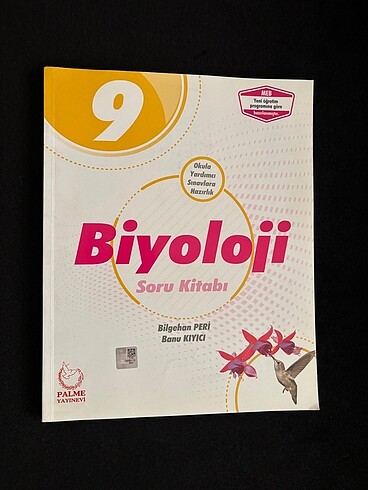 9
MEB
Yeni öğretim
programına göre
hazırlanmıştır.
Okula
Yardımcı
Sınavlara
Hazırlık
Biyoloji
Soru Kitabı
Bilgehan PERİ
Banu KIYICI
PALME
YAYINEVİ